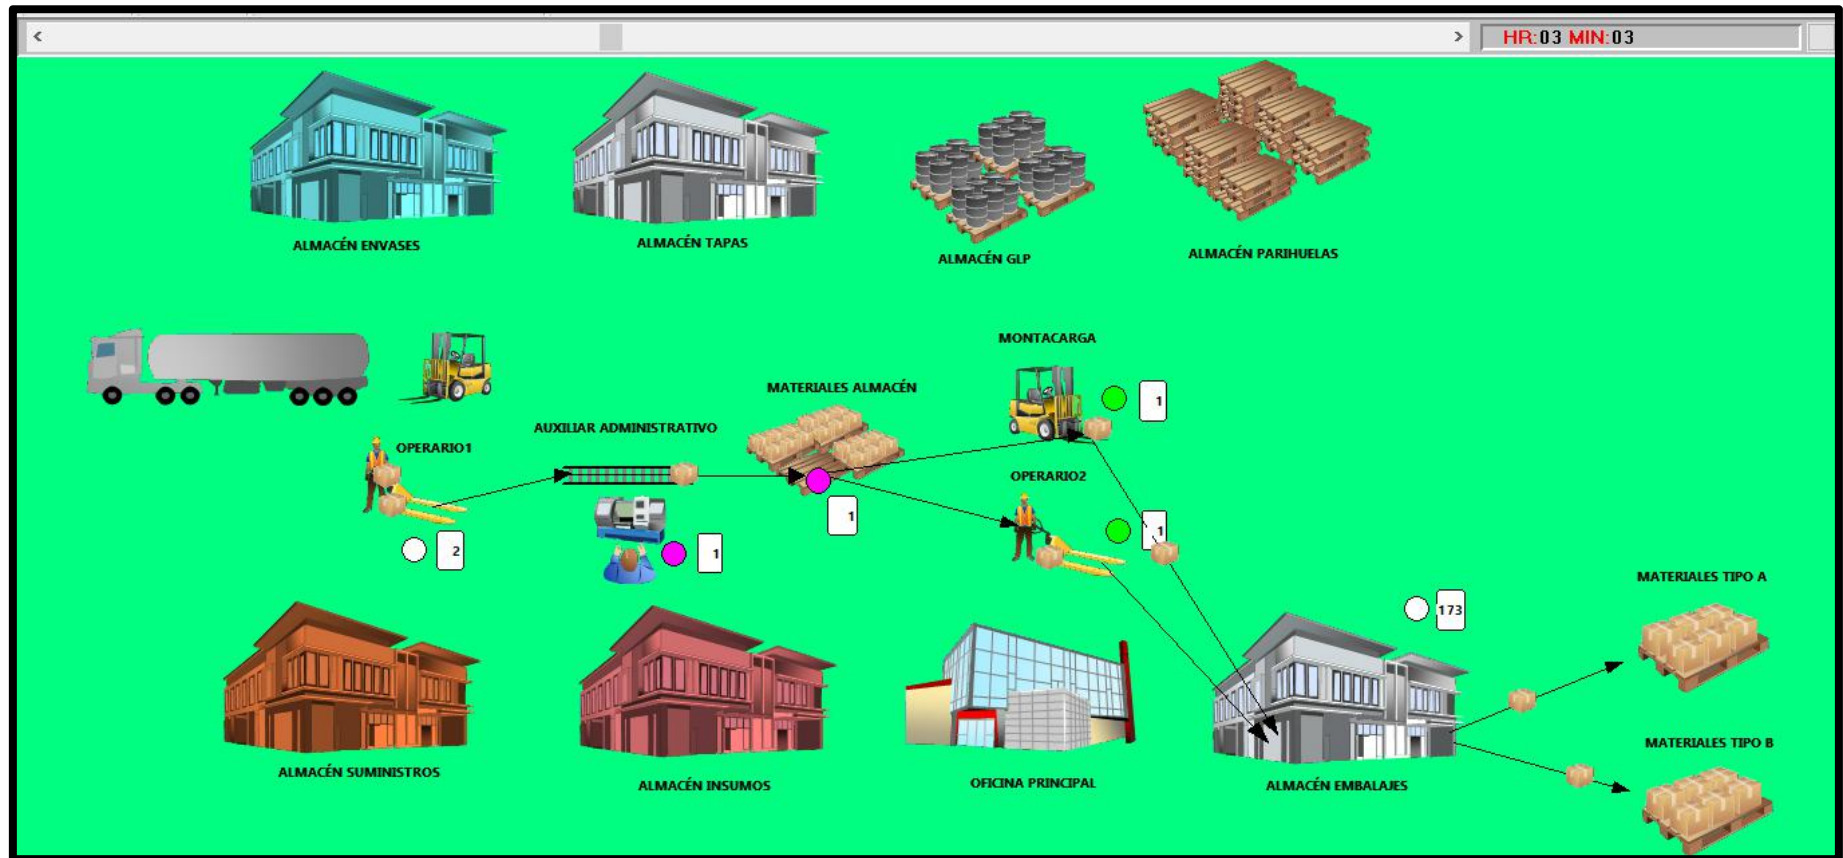 HR:03 MIN:03
ALMACÉN ENVASES
ALMACÉN TAPAS
ALMACÉN GLP
ALMACÉN PARIHUELAS
MONTACARGA
1
MATERIALES ALMACÉN
AUXILIAR ADMINISTRATIVO
OPERARIO1
OPERARIO2
1
1
2
1
MATERIALES TIPO A
173
MATERIALES TIPO B
ALMACÉN SUMINISTROS
ALMACÉN INSUMOS
OFICINA PRINCIPAL
ALMACÉN EMBALAJES